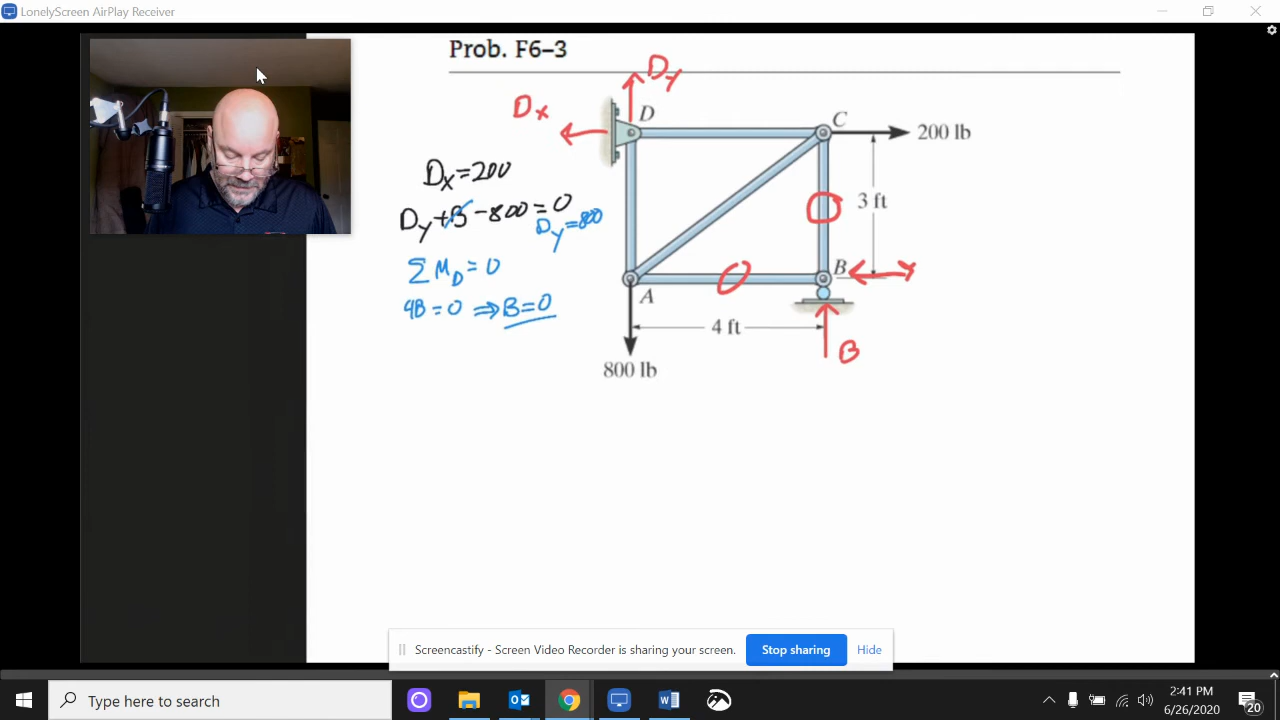 LonelyScreen AirPlay Receiver
Prob. F6–3
Dy
Dx
D
C
200 lb
Dx=200
3 ft
Dy+B-800=0
Dy=800
ΣMD=0
B
4B=0 ⇒ B=0
A
4 ft
B
800 lb
Screencastify - Screen Video Recorder is sharing your screen.
Stop sharing
Hide
Type here to search
2:41 PM
6/26/2020
20